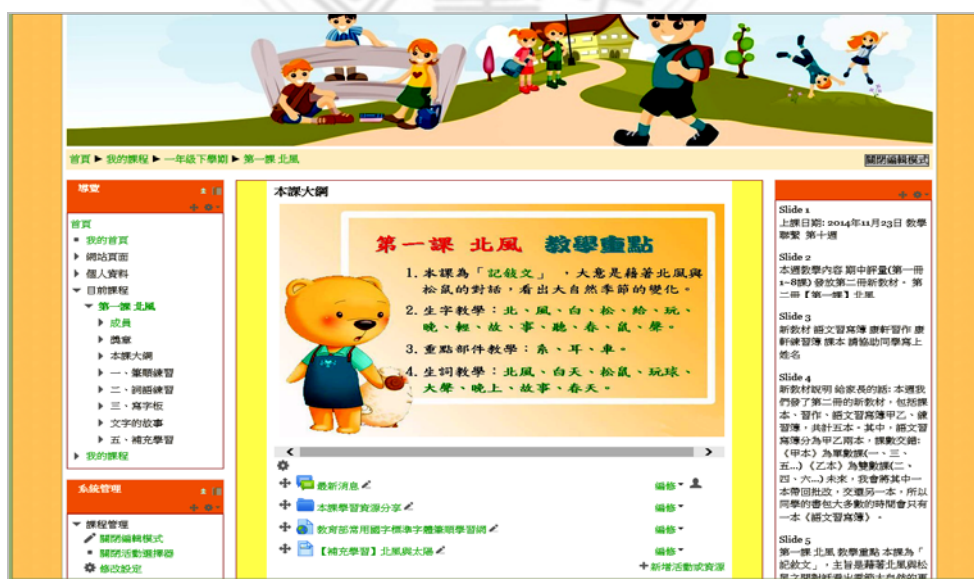 首頁 ► 我的課程 ► 一年級下學期 ► 第一課 北風
關閉編輯模式
導覽
首頁
我的首頁
網站頁面
個人資料
目前課程
第一課 北風
成員
獎章
本課大綱
一、筆順練習
二、詞語練習
三、寫字板
文字的故事
五、補充學習
我的課程
系統管理
課程管理
關閉編輯模式
關閉活動選擇器
修改設定
本課大綱
第一課 北風 教學重點
1. 本課為「記敘文」，大意是藉著北風與
松鼠的對話，看出大自然季節的變化。
2. 生字教學：北、風、白、松、給、玩、
晚、輕、故、事、聽、春、鼠、聲。
3. 重點部件教學：糸、耳、車。
4. 生詞教學：北風、白天、松鼠、玩球、
大聲、晚上、故事、春天。
最新消息 編修
本課學習資源分享 編修
教育部常用國字標準字體筆順學習網 編修
【補充學習】北風與太陽 編修
+新增活動或資源
Slide 1
上課日期: 2014年11月23日 教學
聯繫 第十週
Slide 2
本週教學內容 期中評量(第一冊
1~8課) 發放第二冊新教材。 第
二冊【第一課】北風
Slide 3
新教材 語文習寫簿 康軒習作 康
軒練習簿 課本 請協助同學寫上
姓名
Slide 4
新教材說明 給家長的話: 本週我
們發了第二冊的新教材，包括課
本、習作、語文習寫簿甲乙、練
習簿，共計五本。其中，語文習
寫簿分為甲乙兩本，課數交錯:
《甲本》為單數課(一、三、
五...)《乙本》為雙數課(二、
四、六...) 未來，我會將其中一
本帶回批改，交還另一本，所以
同學的書包大多數的時間會只有
一本《語文習寫簿》。
Slide 5
第一課 北風 教學重點 本課為「
記敘文」，主旨是藉著北風與松